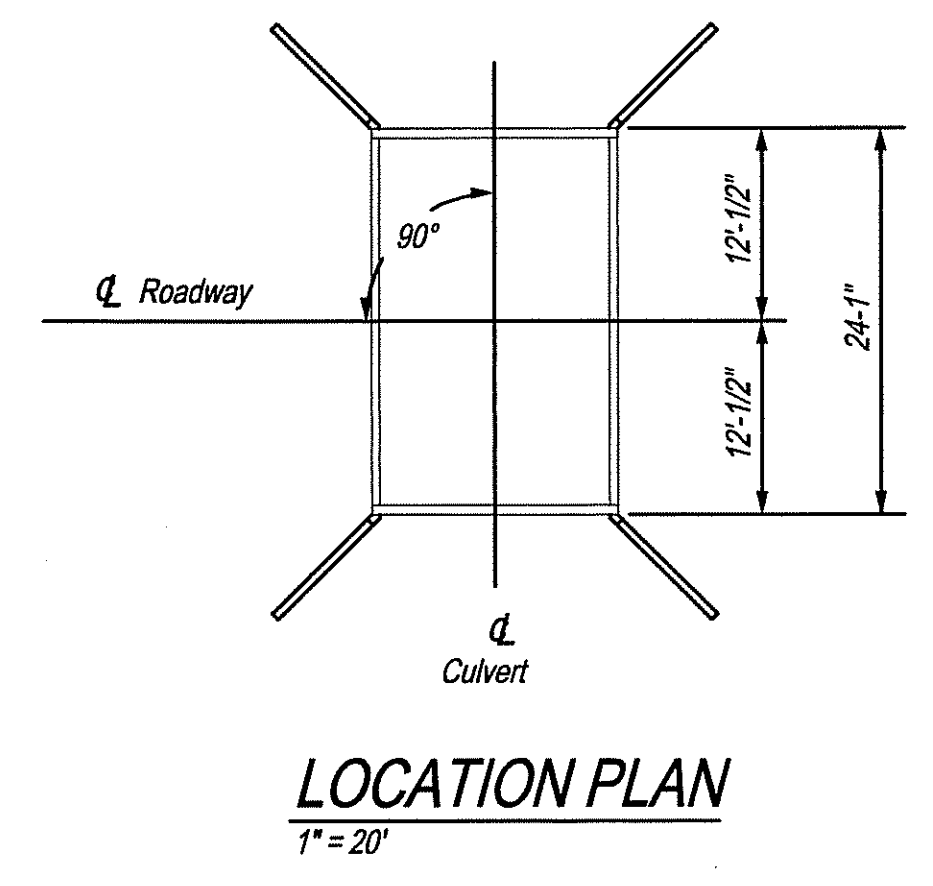 12'-1/2"
90°
℄ Roadway
24-1"
12'-1/2"
℄
Culvert
LOCATION PLAN
1" = 20'